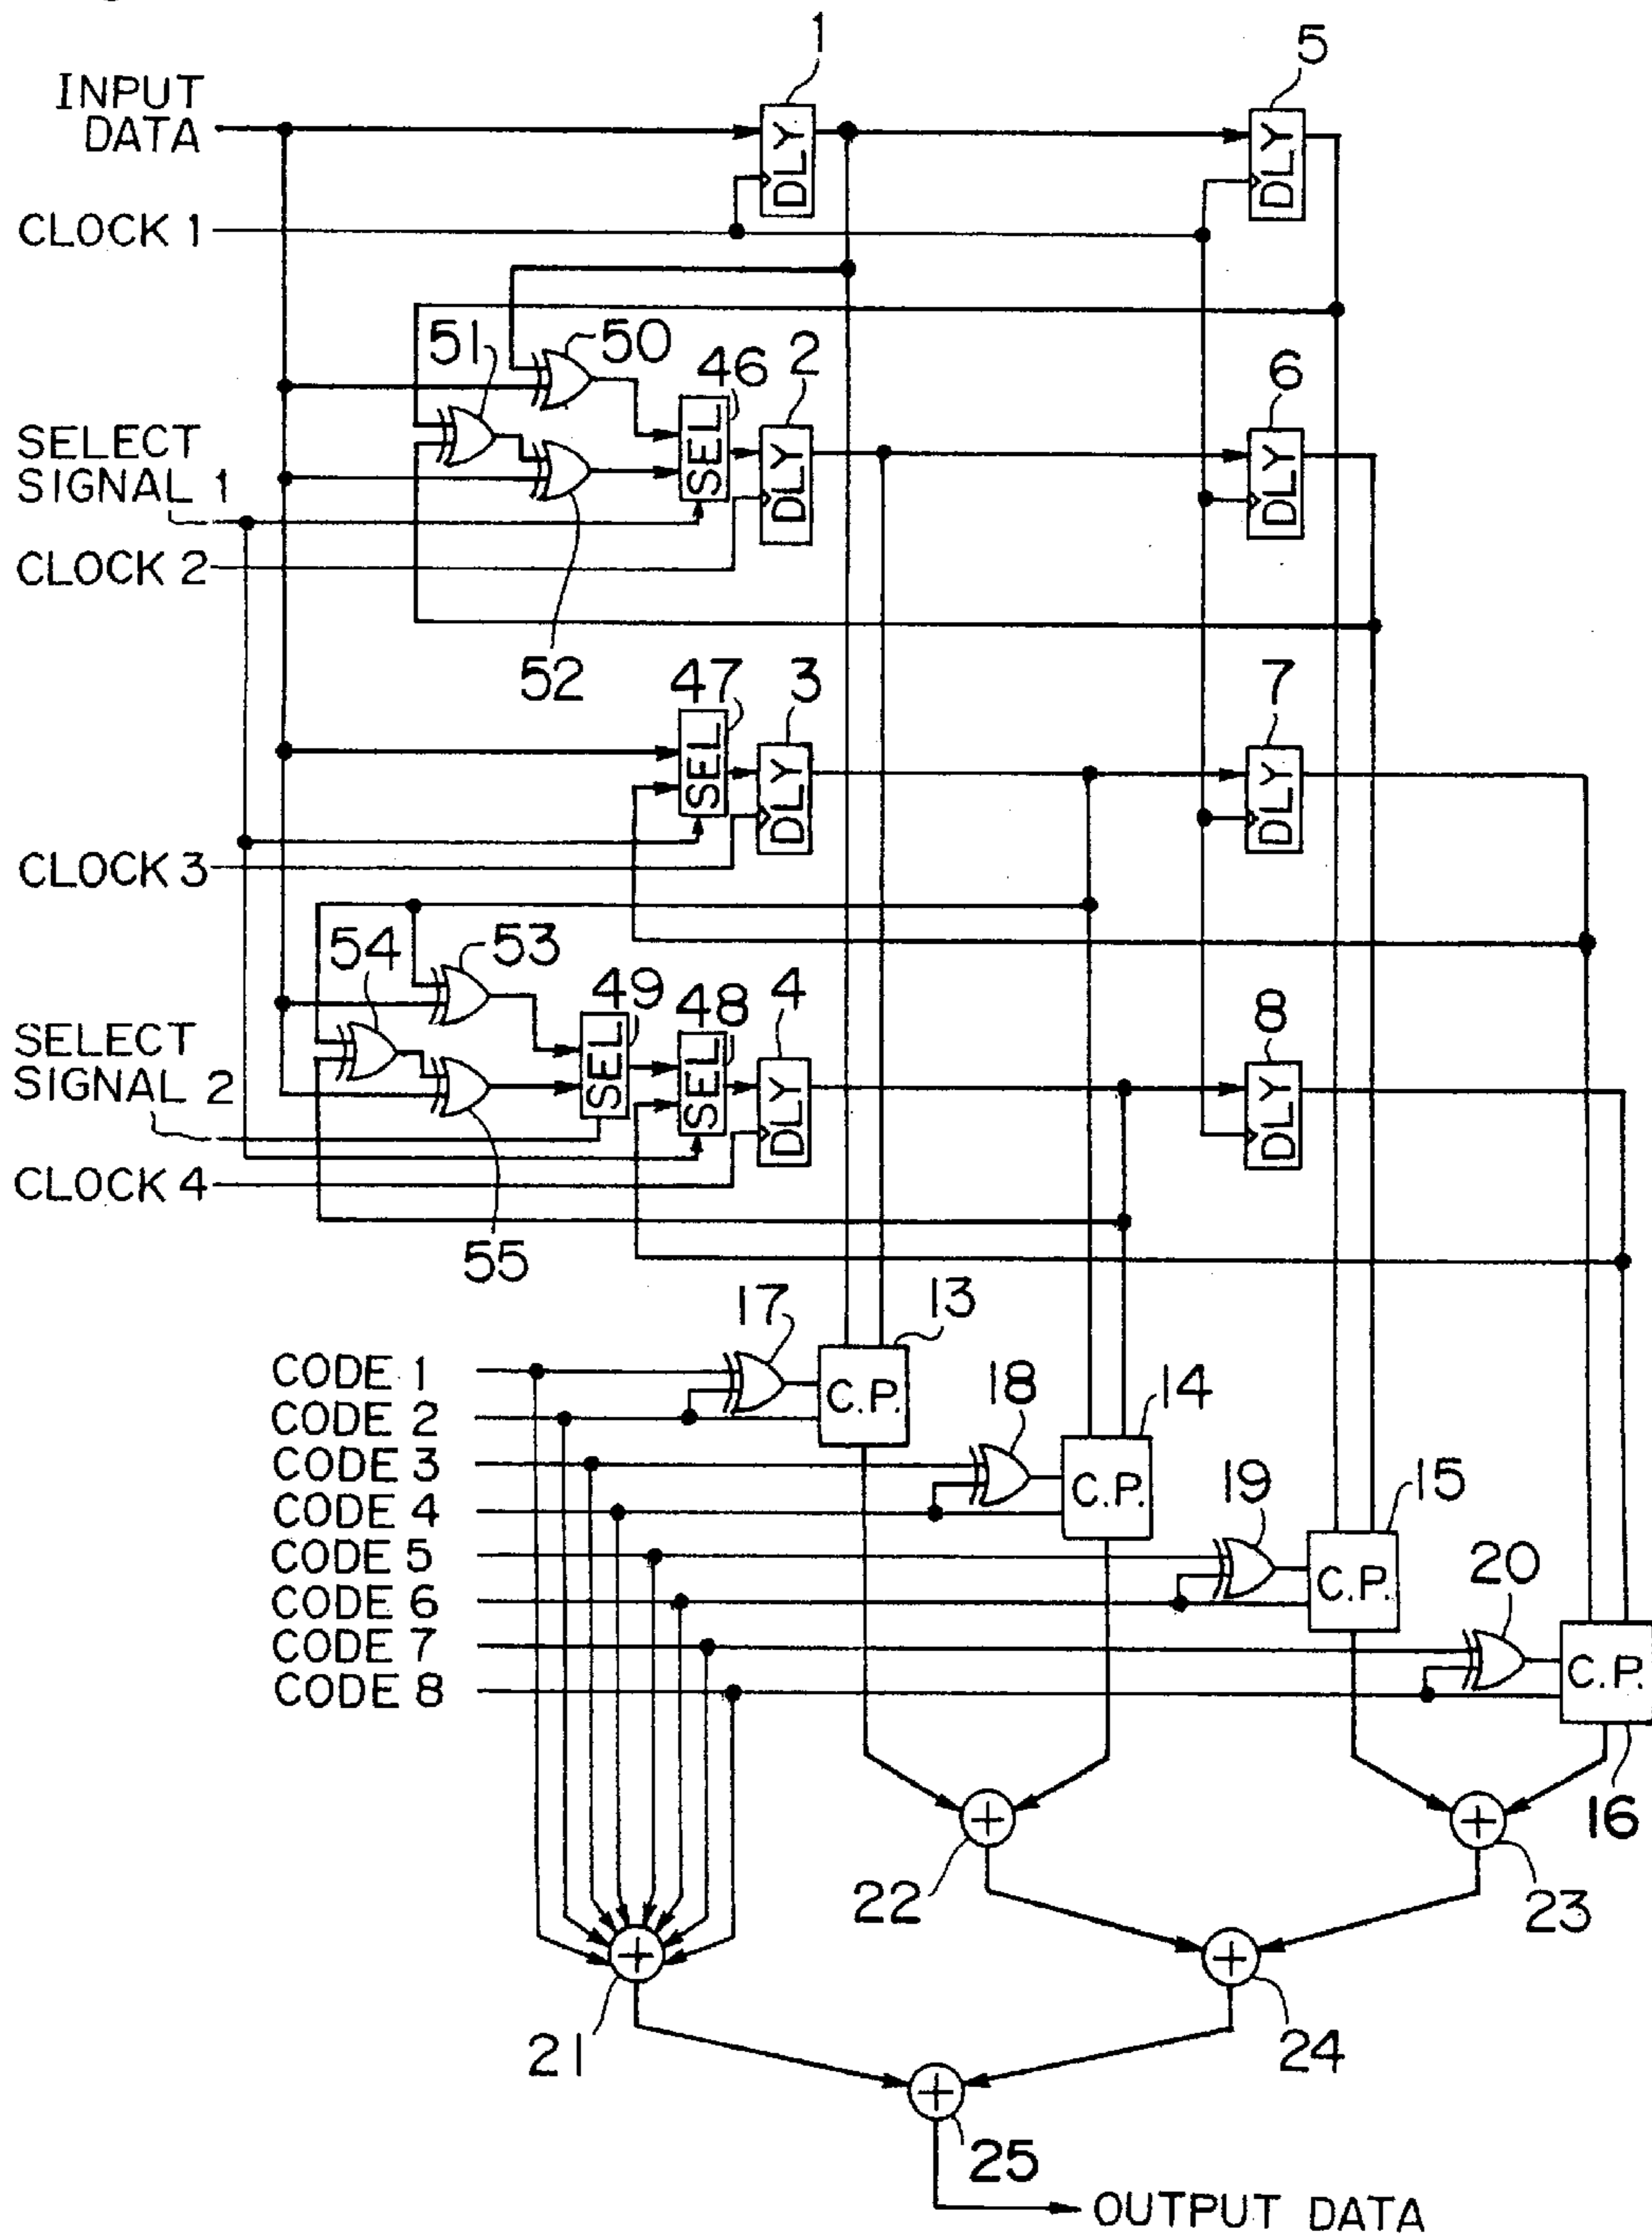 1
5
INPUT
DATA
DLY
DLY
CLOCK 1
51
50
46
2
6
SELECT
SIGNAL 1
SEL
DLY
DLY
CLOCK 2
52
47
3
7
SEL
DLY
DLY
CLOCK 3
54
53
49
48
4
8
SELECT
SIGNAL 2
SEL
SEL
DLY
DLY
CLOCK 4
55
17
13
CODE 1
C.P.
18
14
CODE 2
CODE 3
C.P.
19
15
CODE 4
CODE 5
C.P.
20
CODE 6
CODE 7
C.P.
CODE 8
16
+
+
22
23
+
+
21
24
+
25
OUTPUT DATA